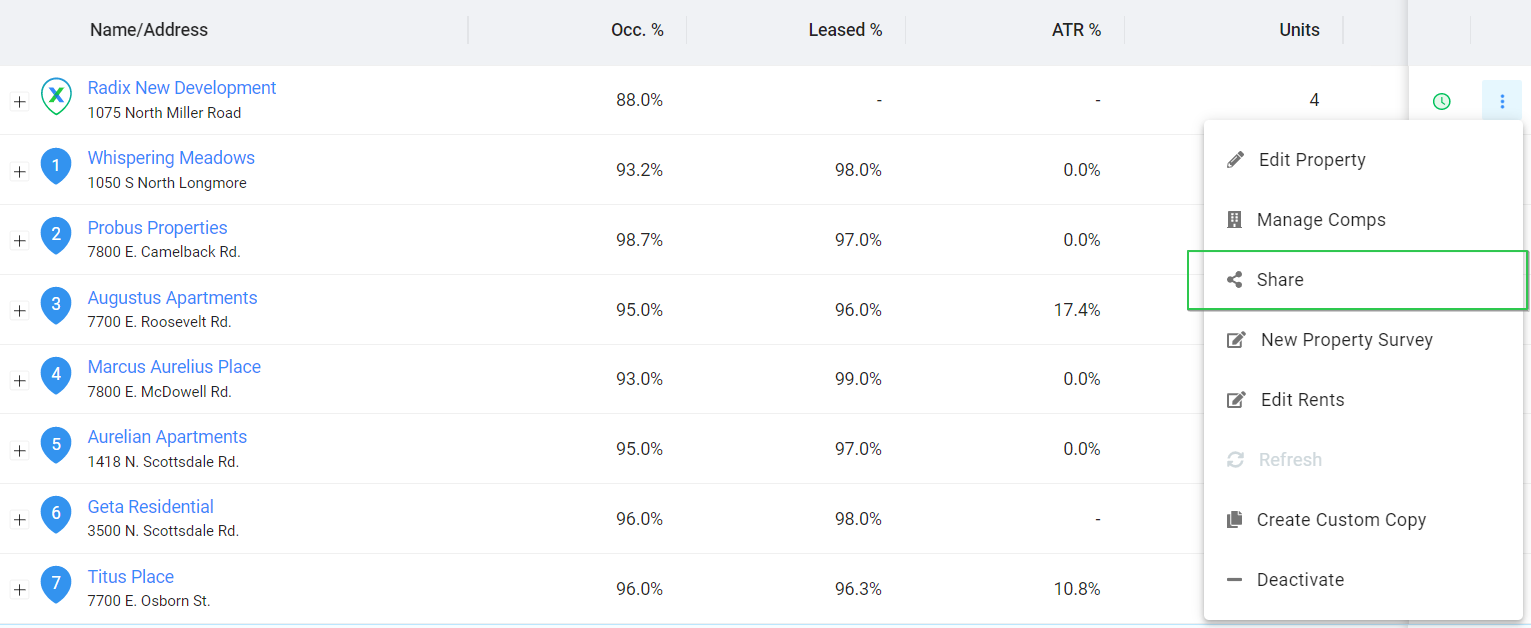 Name/Address Occ. % Leased % ATR % Units
Radix New Development
1075 North Miller Road
88.0% - - 4
1 Whispering Meadows
1050 S North Longmore
93.2% 98.0% 0.0%
2 Probus Properties
7800 E. Camelback Rd.
98.7% 97.0% 0.0%
3 Augustus Apartments
7700 E. Roosevelt Rd.
95.0% 96.0% 17.4%
4 Marcus Aurelius Place
7800 E. McDowell Rd.
93.0% 99.0% 0.0%
5 Aurelian Apartments
1418 N. Scottsdale Rd.
95.0% 97.0% 0.0%
6 Geta Residential
3500 N. Scottsdale Rd.
96.0% 98.0% -
7 Titus Place
7700 E. Osborn St.
96.0% 96.3% 10.8%
Edit Property
Manage Comps
Share
New Property Survey
Edit Rents
Refresh
Create Custom Copy
Deactivate